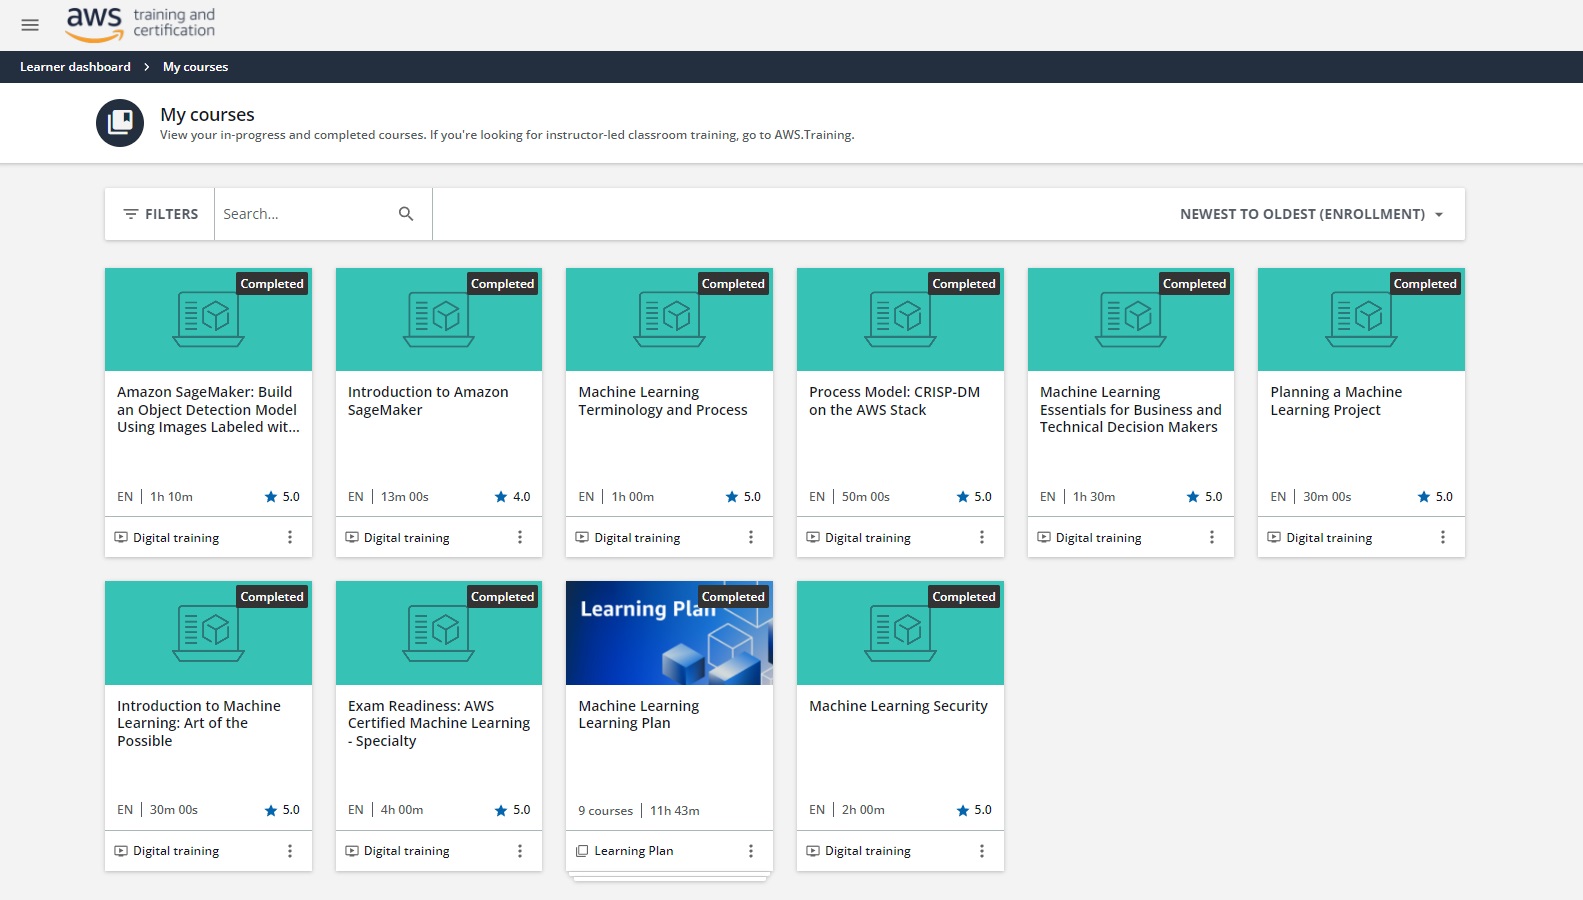 aws training and
certification
Learner dashboard > My courses
My courses
View your in-progress and completed courses. If you're looking for instructor-led classroom training, go to AWS.Training.
FILTERS Search... NEWEST TO OLDEST (ENROLLMENT)
Completed
Amazon SageMaker: Build
an Object Detection Model
Using Images Labeled wit...
EN | 1h 10m 5.0
Digital training
Completed
Introduction to Amazon
SageMaker
EN | 13m 00s 4.0
Digital training
Completed
Machine Learning
Terminology and Process
EN | 1h 00m 5.0
Digital training
Completed
Process Model: CRISP-DM
on the AWS Stack
EN | 50m 00s 5.0
Digital training
Completed
Machine Learning
Essentials for Business and
Technical Decision Makers
EN | 1h 30m 5.0
Digital training
Completed
Planning a Machine
Learning Project
EN | 30m 00s 5.0
Digital training
Completed
Introduction to Machine
Learning: Art of the
Possible
EN | 30m 00s 5.0
Digital training
Completed
Exam Readiness: AWS
Certified Machine Learning
- Specialty
EN | 4h 00m 5.0
Digital training
Completed
Learning Plan
Machine Learning
Learning Plan
9 courses | 11h 43m
Learning Plan
Completed
Machine Learning Security
EN | 2h 00m 5.0
Digital training